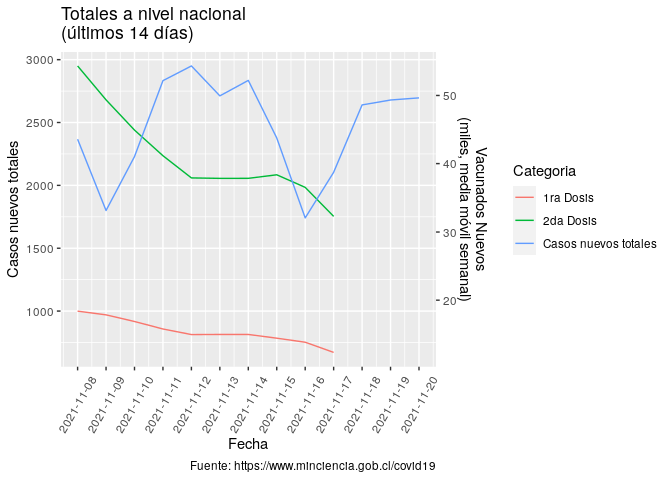 Totales a nivel nacional
(últimos 14 días)
3000
2500
2000
1500
1000
Casos nuevos totales
50
40
30
20
Vacunados Nuevos
(miles, media móvil semanal)
2021-11-08
2021-11-09
2021-11-10
2021-11-11
2021-11-12
2021-11-13
2021-11-14
2021-11-15
2021-11-16
2021-11-17
2021-11-18
2021-11-19
2021-11-20
Fecha
Categoria
1ra Dosis
2da Dosis
Casos nuevos totales
Fuente: https://www.minciencia.gob.cl/covid19